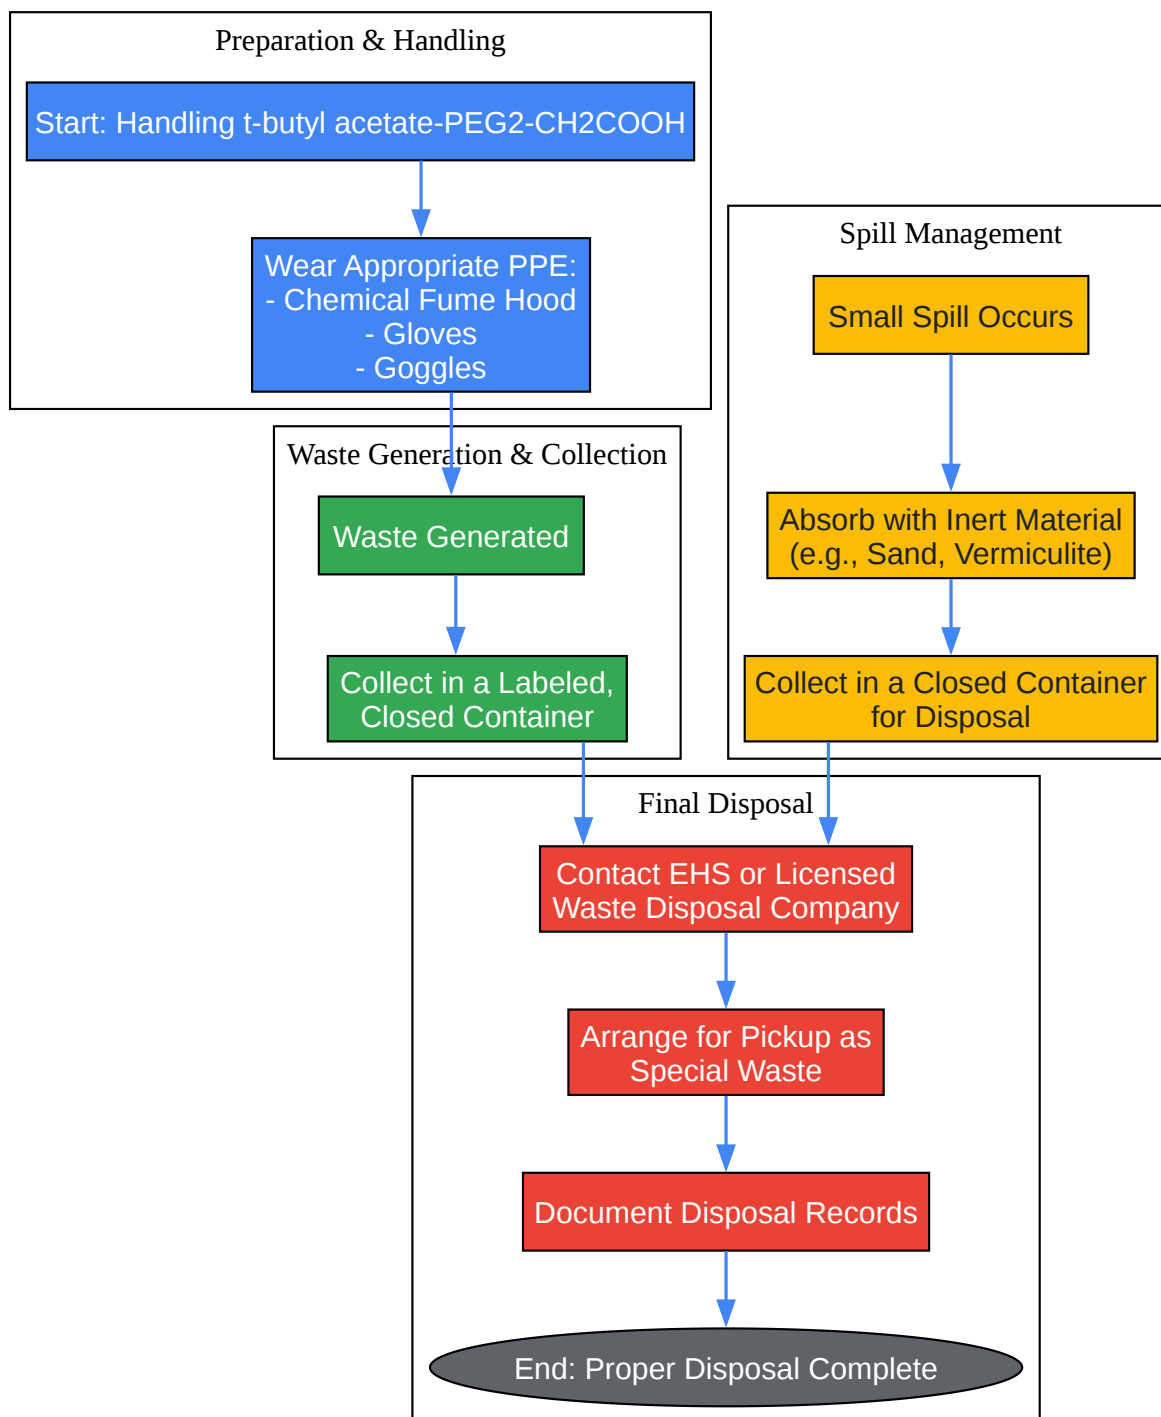 Preparation & Handling
Start: Handling t-butyl acetate-PEG2-CH2COOH
Wear Appropriate PPE:
- Chemical Fume Hood
- Gloves
- Goggles
Waste Generation & Collection
Waste Generated
Collect in a Labeled,
Closed Container
Spill Management
Small Spill Occurs
Absorb with Inert Material
(e.g., Sand, Vermiculite)
Collect in a Closed Container
for Disposal
Final Disposal
Contact EHS or Licensed
Waste Disposal Company
Arrange for Pickup as
Special Waste
Document Disposal Records
End: Proper Disposal Complete